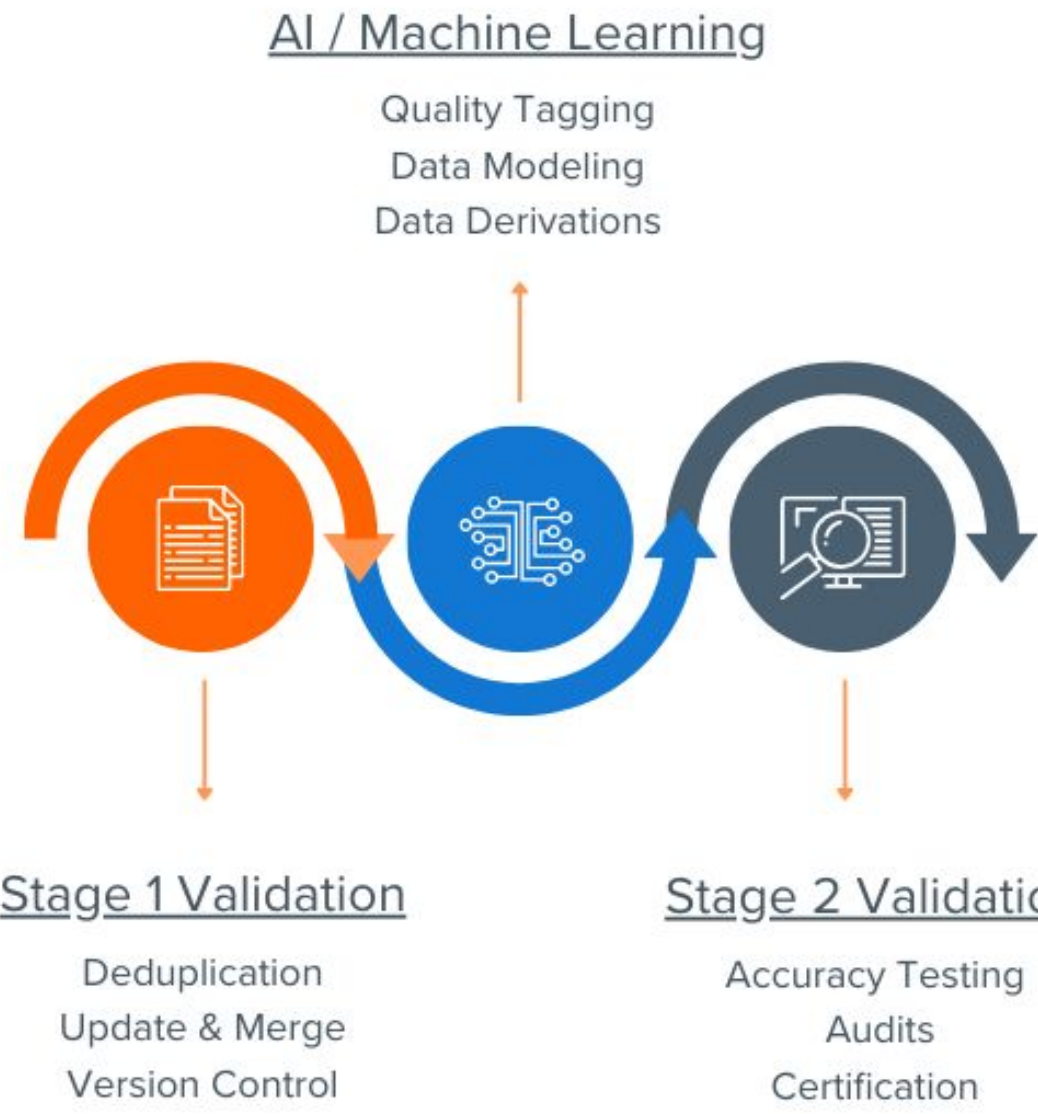 AI / Machine Learning
Quality Tagging
Data Modeling
Data Derivations
Stage 1 Validation
Deduplication
Update & Merge
Version Control
Stage 2 Validatio
Accuracy Testing
Audits
Certification